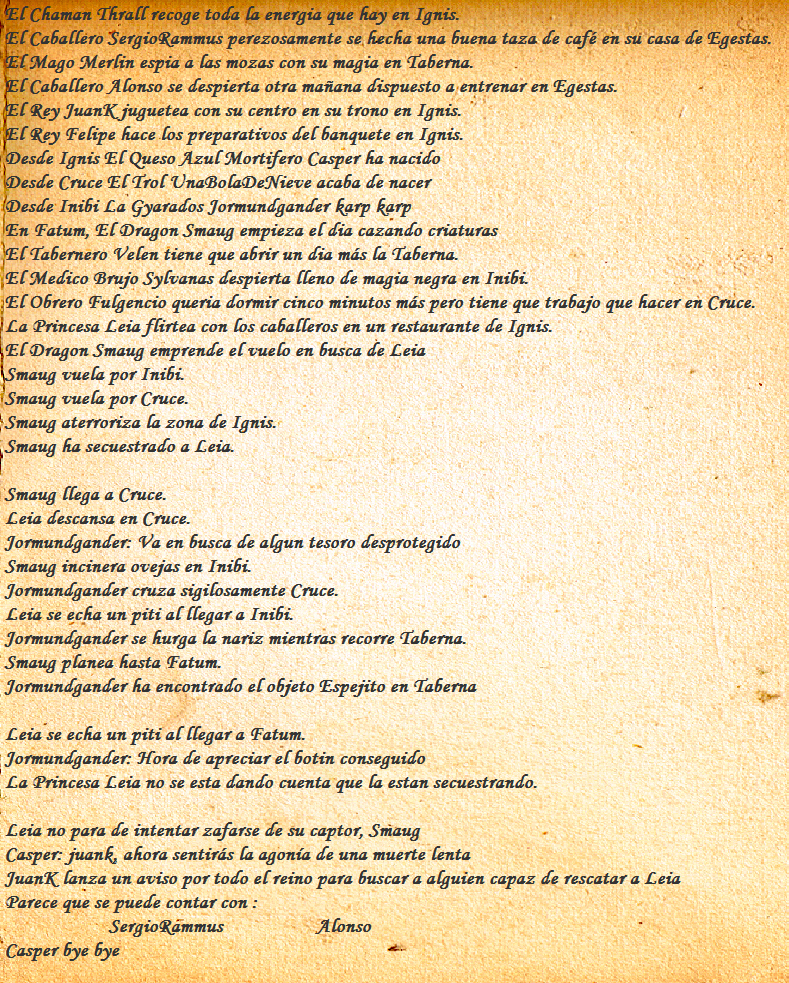 El Chaman Thrall recoge toda la energia que hay en Ignis.
El Caballero SergioRammus perezosamente se hecha una buena taza de café en su casa de Egestas.
El Mago Merlin espia a las mozas con su magia en Taberna.
El Caballero Alonso se despierta otra mañana dispuesto a entrenar en Egestas.
El Rey JuanK juguetea con su centro en su trono en Ignis.
El Rey Felipe hace los preparativos del banquete en Ignis.
Desde Ignis El Queso Azul Mortifero Casper ha nacido
Desde Cruce El Trol UnaBolaDeNieve acaba de nacer
Desde Inibi La Gyarados Jormundgander karp karp
En Fatum, El Dragon Smaug empieza el dia cazando criaturas
El Tabernero Velen tiene que abrir un dia más la Taberna.
El Medico Brujo Sylvanas despierta lleno de magia negra en Inibi.
El Obrero Fulgencio queria dormir cinco minutos más pero tiene que trabajo que hacer en Cruce.
La Princesa Leia flirtea con los caballeros en un restaurante de Ignis.
El Dragon Smaug emprende el vuelo en busca de Leia
Smaug vuela por Inibi.
Smaug vuela por Cruce.
Smaug aterroriza la zona de Ignis.
Smaug ha secuestrado a Leia.
Smaug llega a Cruce.
Leia descansa en Cruce.
Jormundgander: Va en busca de algun tesoro desprotegido
Smaug incinera ovejas en Inibi.
Jormundgander cruza sigilosamente Cruce.
Leia se echa un piti al llegar a Inibi.
Jormundgander se hurga la nariz mientras recorre Taberna.
Smaug planea hasta Fatum.
Jormundgander ha encontrado el objeto Espejito en Taberna
Leia se echa un piti al llegar a Fatum.
Jormundgander: Hora de apreciar el botin conseguido
La Princesa Leia no se esta dando cuenta que la estan secuestrando.
Leia no para de intentar zafarse de su captor, Smaug
Casper: juank, ahora sentirás la agonía de una muerte lenta
JuanK lanza un aviso por todo el reino para buscar a alguien capaz de rescatar a Leia
Parece que se puede contar con :
SergioRammus Alonso
Casper bye bye